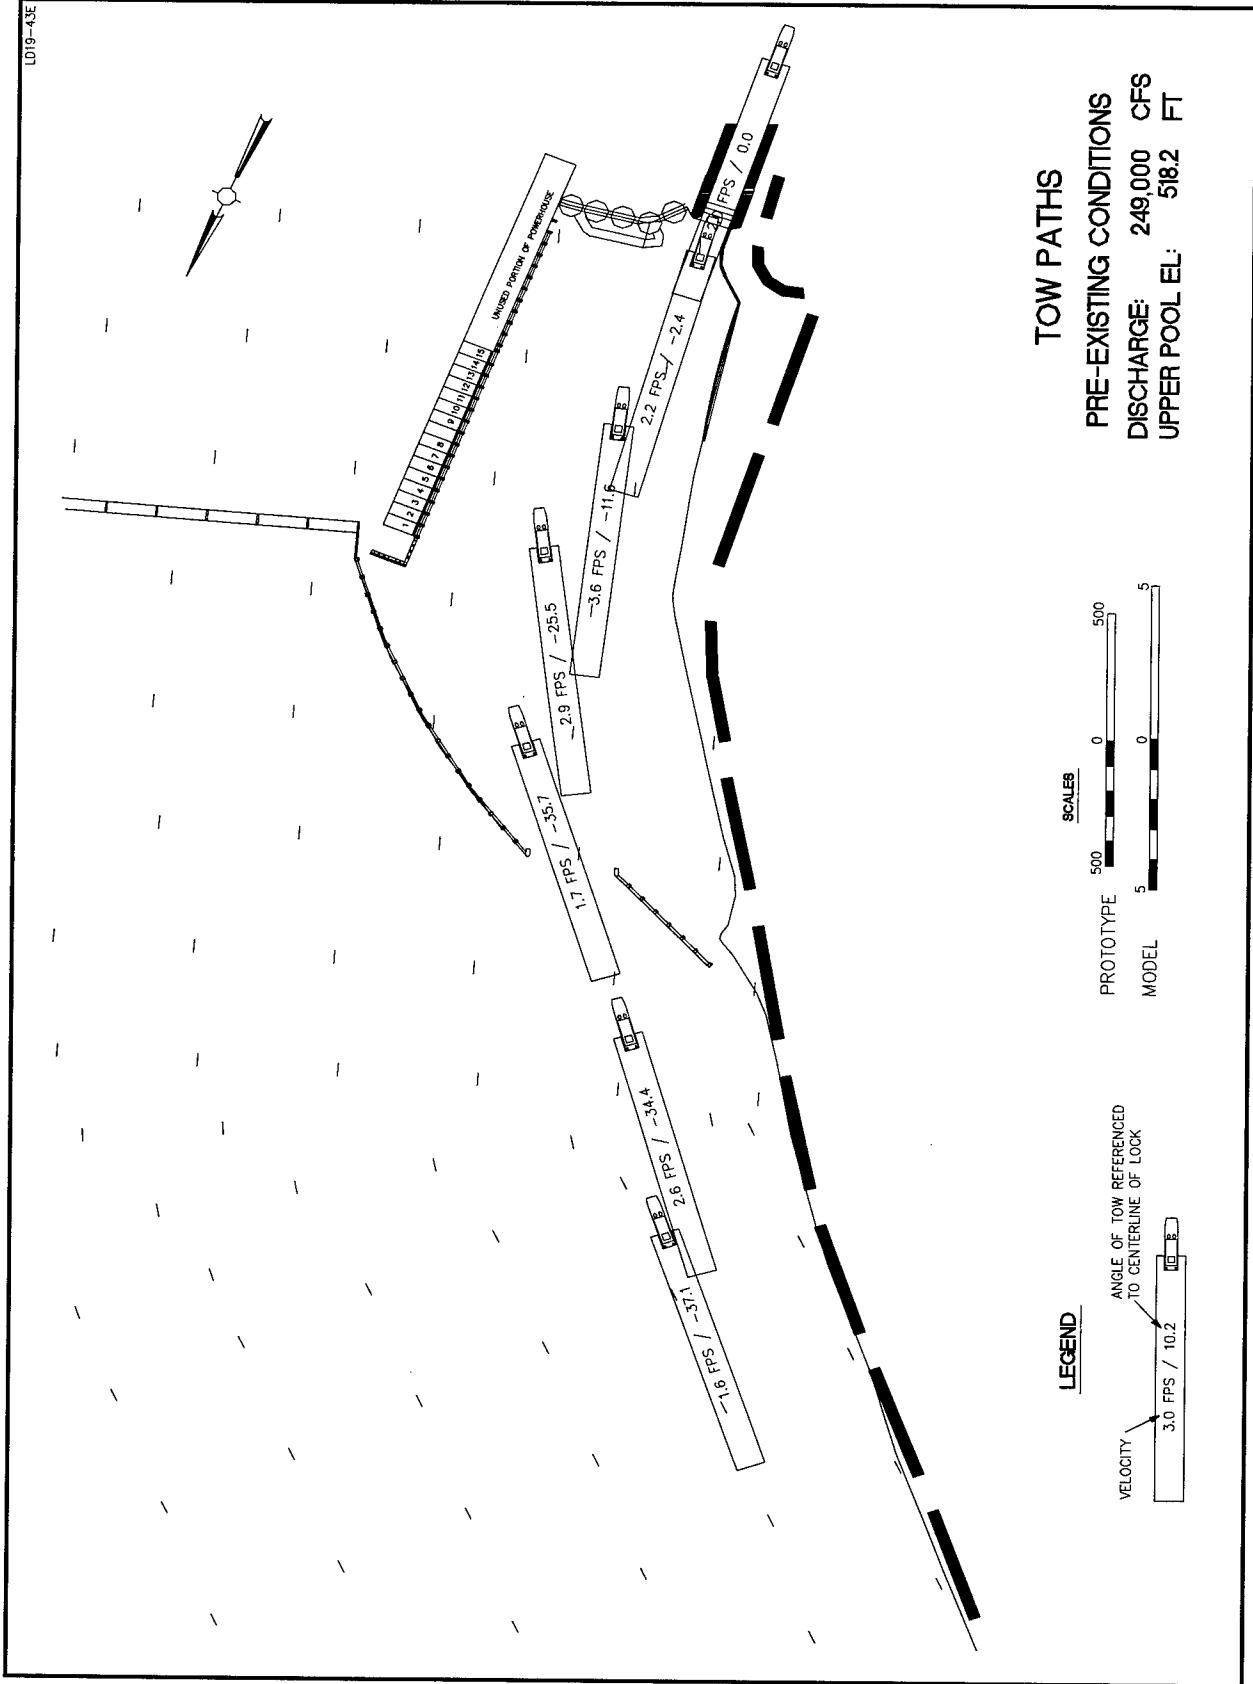 LD19-43E
TOW PATHS
PRE-EXISTING CONDITIONS
DISCHARGE: 249,000 CFS
UPPER POOL EL: 518.2 FT
UNUSED PORTION OF POWERHOUSE
1 2 3 4 5 6 7 8 9 10 11 12 13 14 15
FPS / 0.0
2.2 FPS / -2.4
3.6 FPS / -11.6
2.9 FPS / -25.5
1.7 FPS / -35.7
2.6 FPS / -34.4
1.6 FPS / -37.1
SCALES
PROTOTYPE 500 0 500
MODEL 5 0 5
LEGEND
VELOCITY
ANGLE OF TOW REFERENCED
TO CENTERLINE OF LOCK
3.0 FPS / 10.2